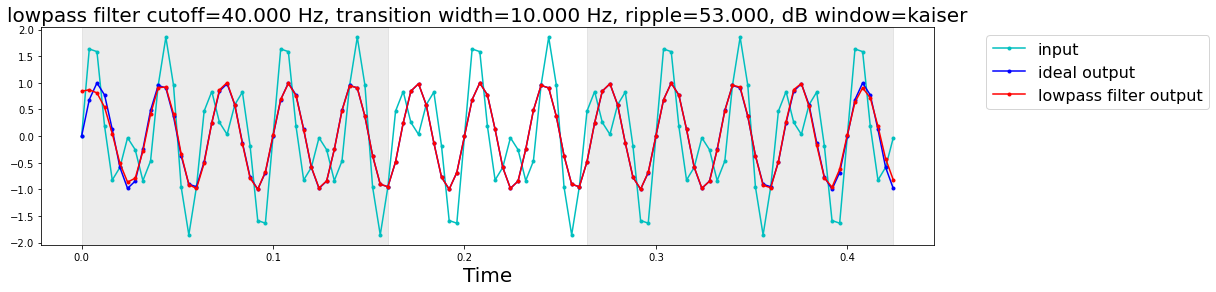 lowpass filter cutoff=40.000 Hz, transition width=10.000 Hz, ripple=53.000, dB window=kaiser
2.0
1.5
1.0
0.5
0.0
−0.5
−1.0
−1.5
−2.0
0.0 0.1 0.2 0.3 0.4
Time
input
ideal output
lowpass filter output